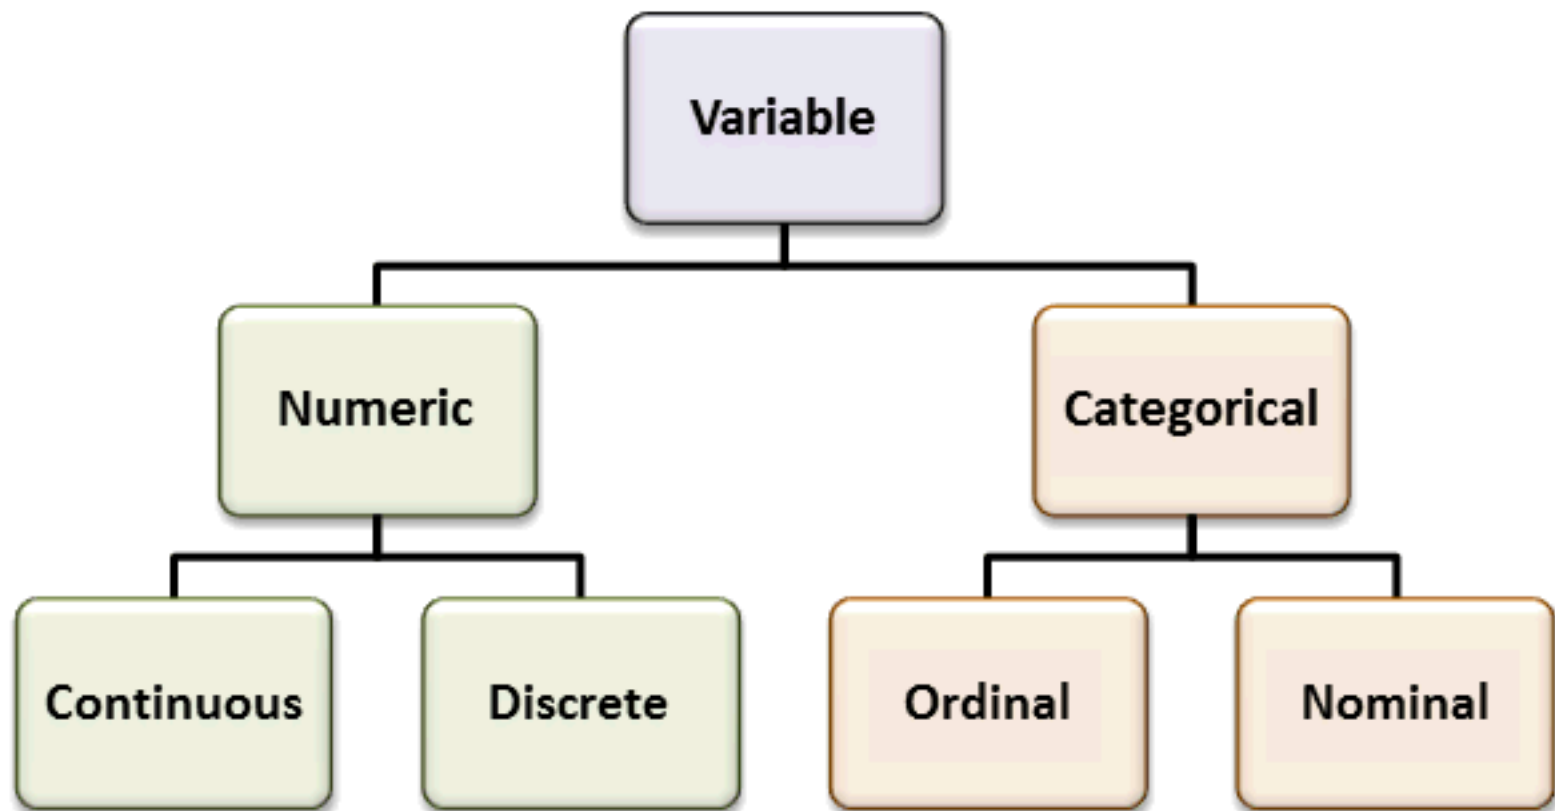 Variable
Numeric
Categorical
Continuous
Discrete
Ordinal
Nominal